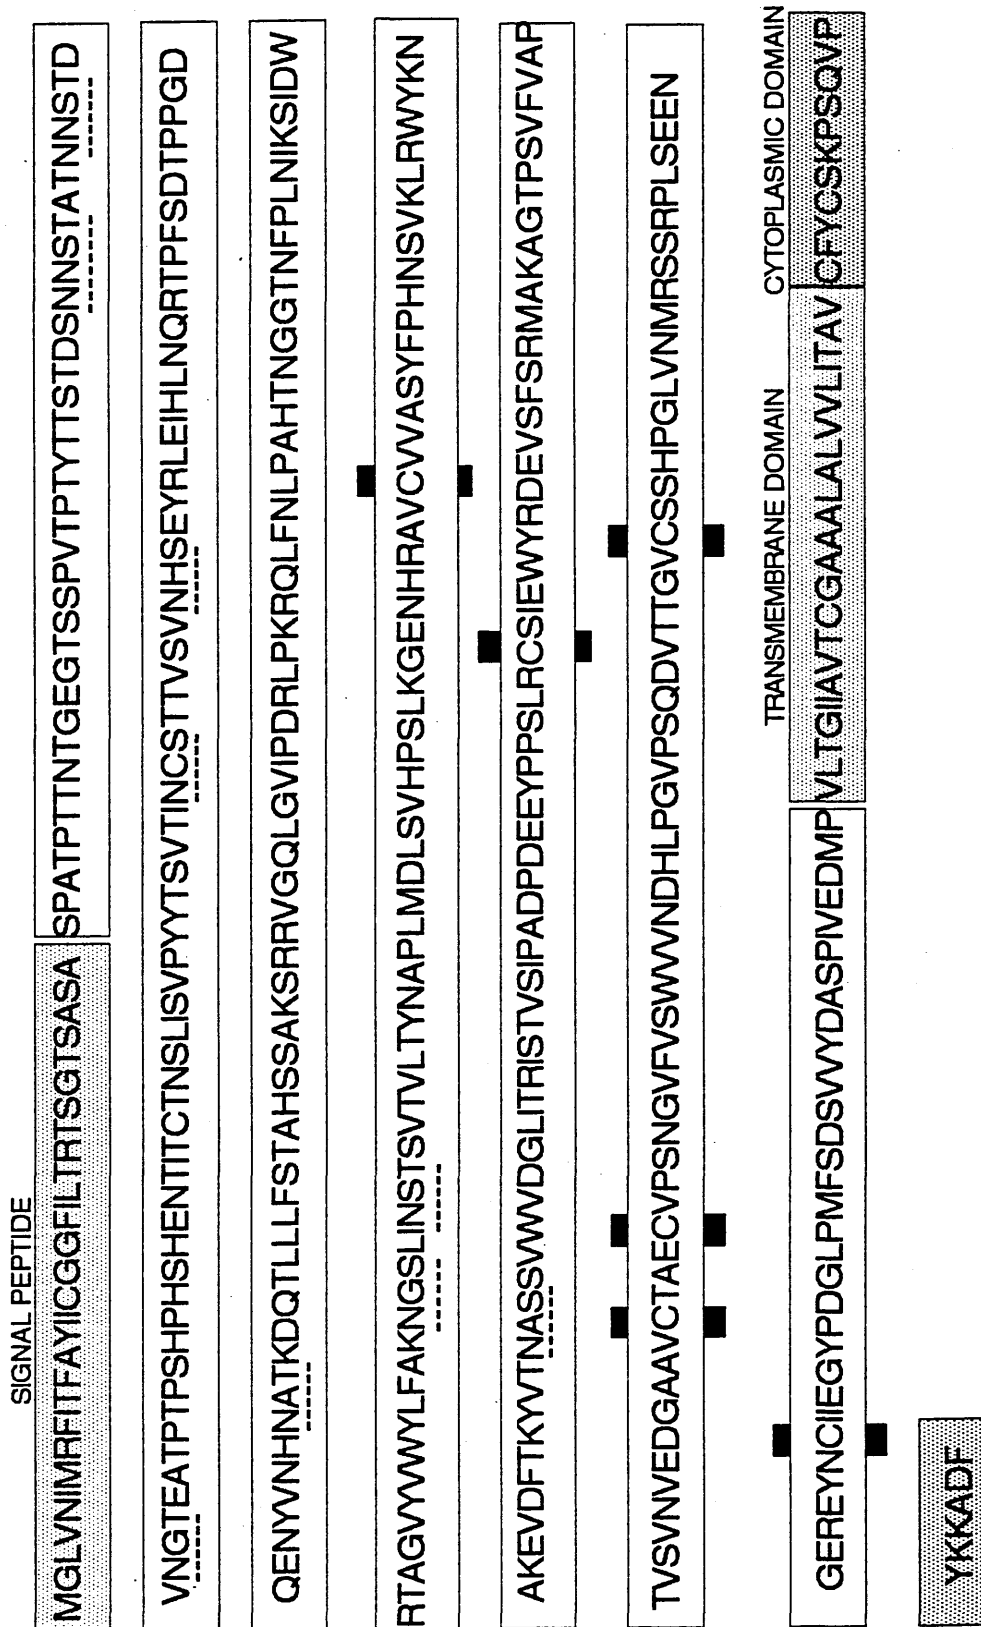 SIGNAL PEPTIDE
MGLVNIMRFITFAYIICGGFILTRTSGTSASA SPATPTTNTGEGTSSPVTPTYTTSTDSNNSTATNNSTD
VNGTEATPTPSHPHSHENTITCTNSLISVPYYTSVTINCSTTVSVNHSEYRLEIHLNQRTPFSDTPPGD
QENYVNHNATKDQTLLLFSTAHSSAKSRRVGQLGVIPDRLPKRQLFNLPAHTNGGTNFPLNIKSIDW
RTAGVYVWYLFAKNGSLINSTSVTVLTYNAPLMDLSVHPSLKGENHRAVCVVASYFPHNSVKLRWYKN
AKEVDFTKYVTNASSVWVDGLITRISTVSIPADPDEEYPPSLRCSIEWYRDEVSFSRMAKAGTPSVFVAP
TVSVNVEDGAAVCTAECVPSNGVFVSWVVNDHLPGVPSQDVTTGVCSSHPGLVNMRSSRPLSEEN
TRANSMEMBRANE DOMAIN CYTOPLASMIC DOMAIN
GEREYNCIIEGYPDGLPMFSDSVVYDASPIVEDMP VLTGIIAVTCGAAALALVVLITAV CFYCSKPSQVP
YKKADF